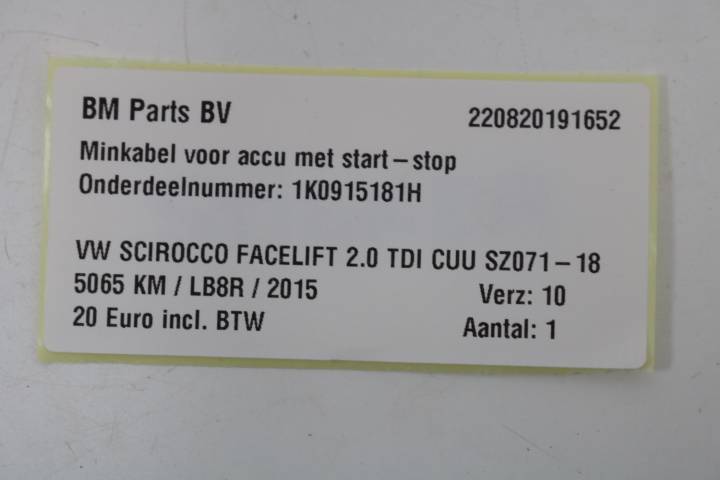 BM Parts BV 220820191652
Minkabel voor accu met start-stop
Onderdeelnummer: 1K0915181H
VW SCIROCCO FACELIFT 2.0 TDI CUU SZ071-18
5065 KM / LB8R / 2015 Verz: 10
20 Euro incl. BTW Aantal: 1